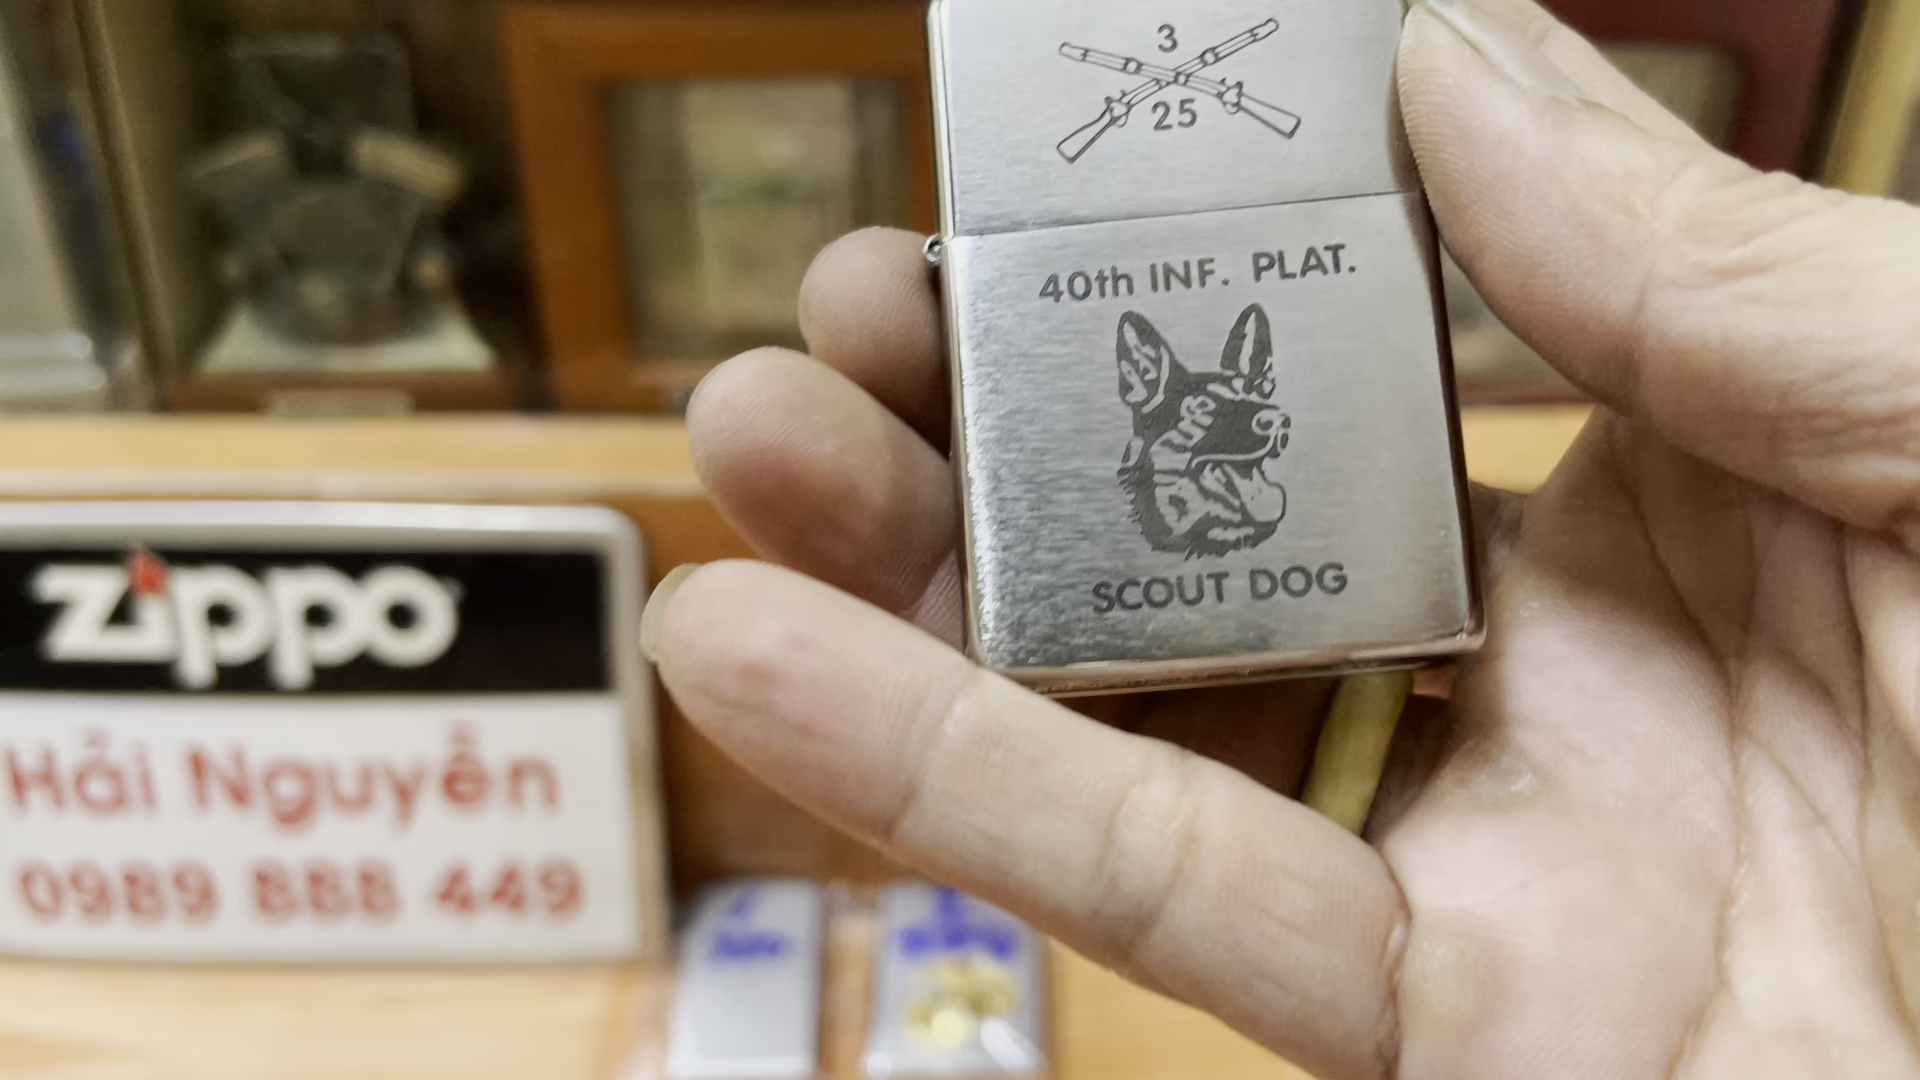 3
25
40th INF. PLAT.
SCOUT DOG
zippo
Hải Nguyễn
0989 888 449